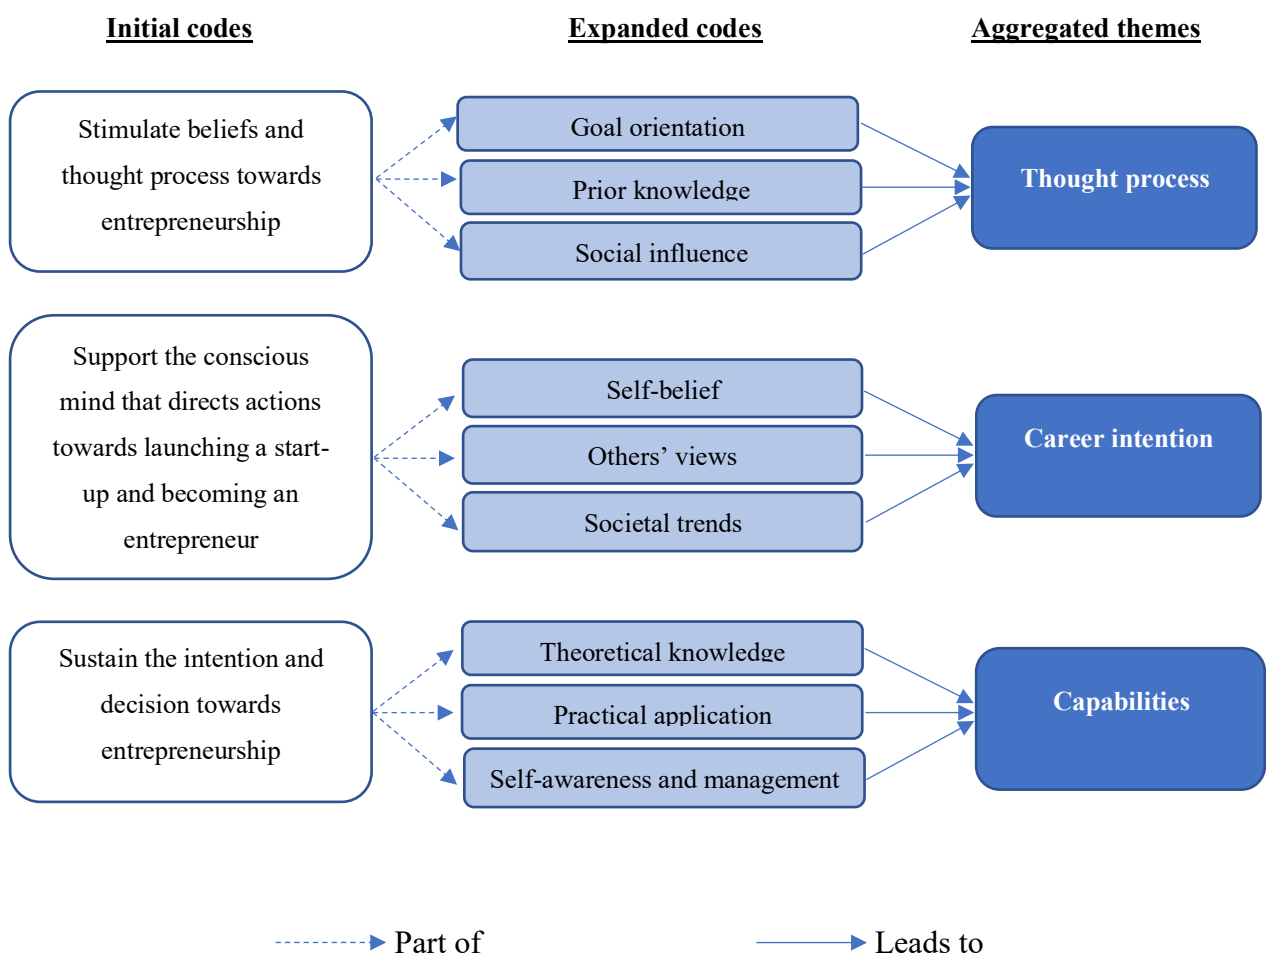 Initial codes
Expanded codes
Aggregated themes
Stimulate beliefs and
thought process towards
entrepreneurship
Goal orientation
Prior knowledge
Social influence
Thought process
Support the conscious
mind that directs actions
towards launching a start-
up and becoming an
entrepreneur
Self-belief
Others’ views
Societal trends
Career intention
Sustain the intention and
decision towards
entrepreneurship
Theoretical knowledge
Practical application
Self-awareness and management
Capabilities
Part of
Leads to